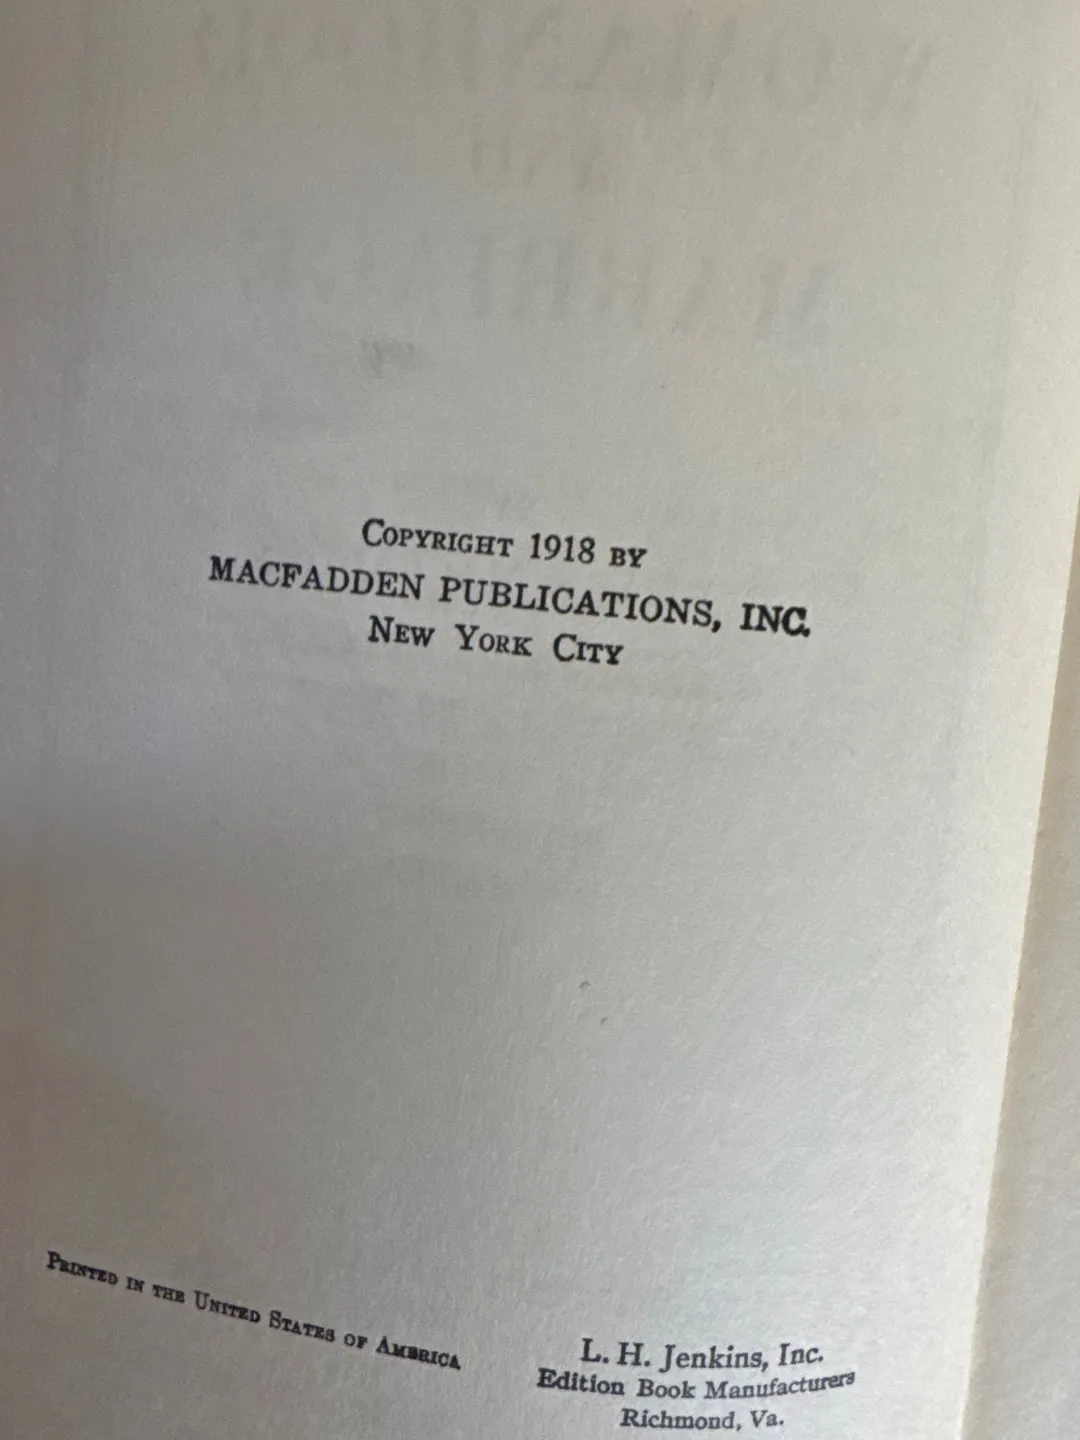 COPYRIGHT 1918 BY
MACFADDEN PUBLICATIONS, INC.
NEW YORK CITY
PRINTED IN THE UNITED STATES OF AMERICA
L. H. Jenkins, Inc.
Edition Book Manufacturers
Richmond, Va.